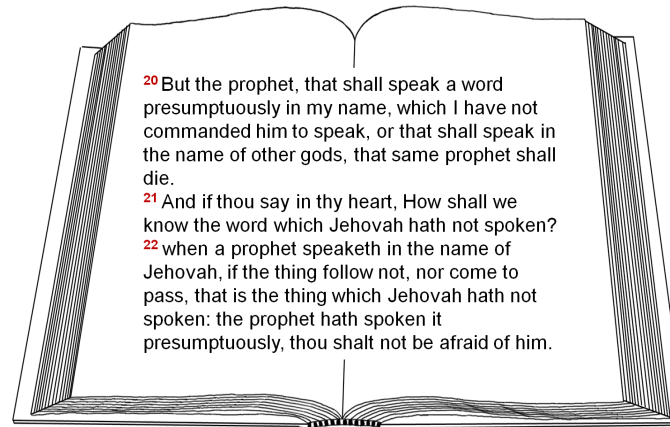 20 But the prophet, that shall speak a word
presumptuously in my name, which I have not
commanded him to speak, or that shall speak in
the name of other gods, that same prophet shall
die.
21 And if thou say in thy heart, How shall we
know the word which Jehovah hath not spoken?
22 when a prophet speaketh in the name of
Jehovah, if the thing follow not, nor come to
pass, that is the thing which Jehovah hath not
spoken: the prophet hath spoken it
presumptuously, thou shalt not be afraid of him.